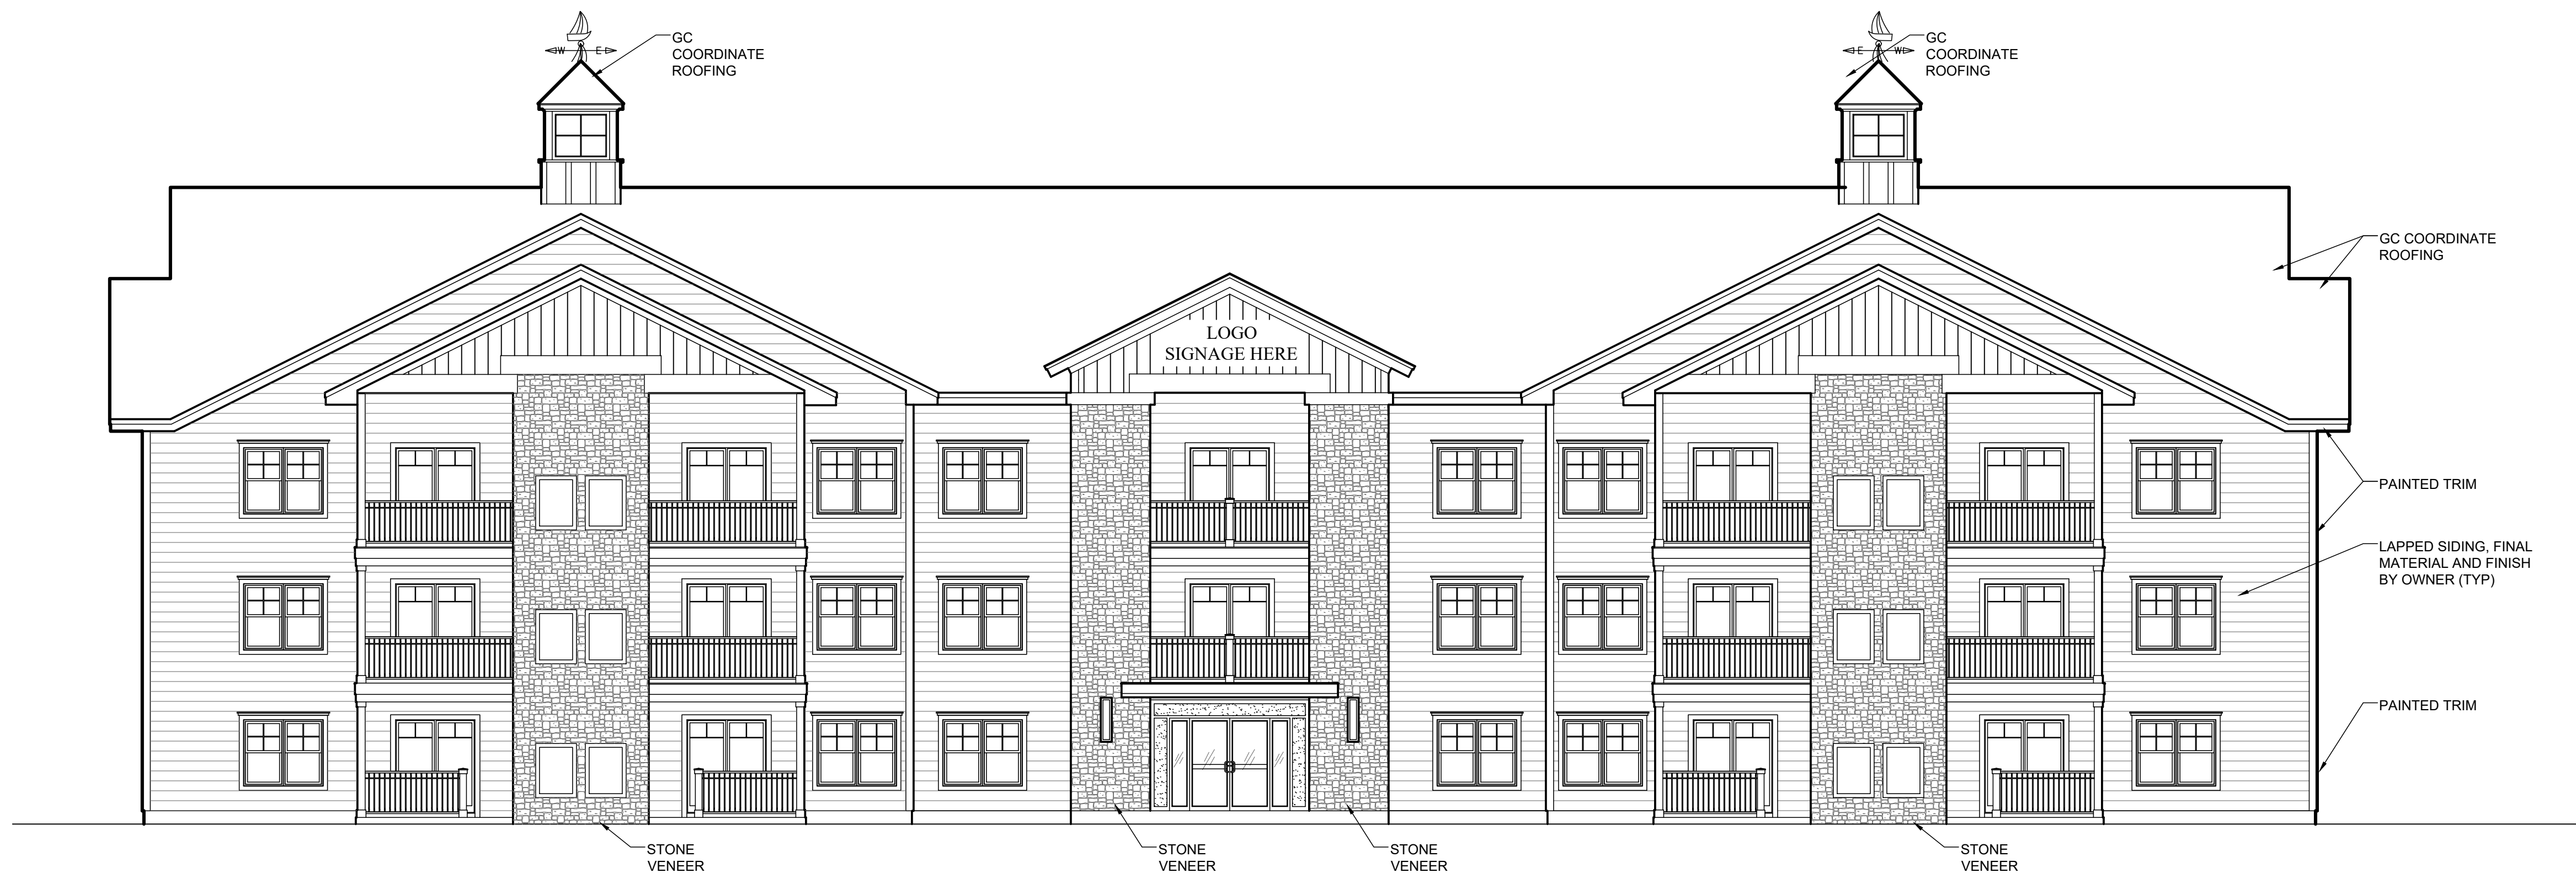 W E
GC
COORDINATE
ROOFING
E W
GC
COORDINATE
ROOFING
GC COORDINATE
ROOFING
LOGO
SIGNAGE HERE
PAINTED TRIM
LAPPED SIDING, FINAL
MATERIAL AND FINISH
BY OWNER (TYP)
PAINTED TRIM
STONE
VENEER
STONE
VENEER
STONE
VENEER
STONE
VENEER